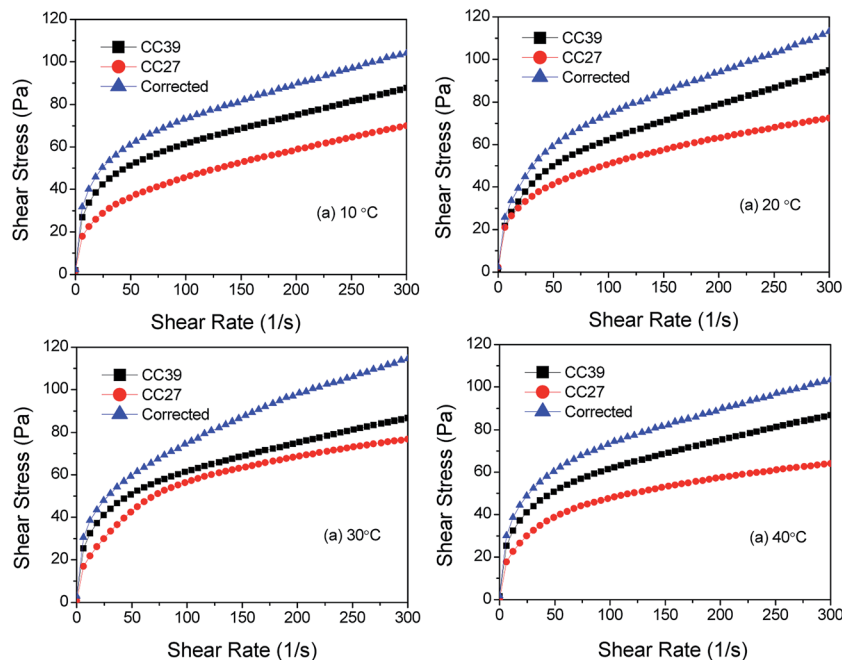 120
100
80
60
40
20
0
Shear Stress (Pa)
CC39
CC27
Corrected
(a) 10 °C
0 50 100 150 200 250 300
Shear Rate (1/s)
120
100
80
60
40
20
0
Shear Stress (Pa)
CC39
CC27
Corrected
(a) 20 °C
0 50 100 150 200 250 300
Shear Rate (1/s)
120
100
80
60
40
20
0
Shear Stress (Pa)
CC39
CC27
Corrected
(a) 30°C
0 50 100 150 200 250 300
Shear Rate (1/s)
120
100
80
60
40
20
0
Shear Stress (Pa)
CC39
CC27
Corrected
(a) 40°C
0 50 100 150 200 250 300
Shear Rate (1/s)